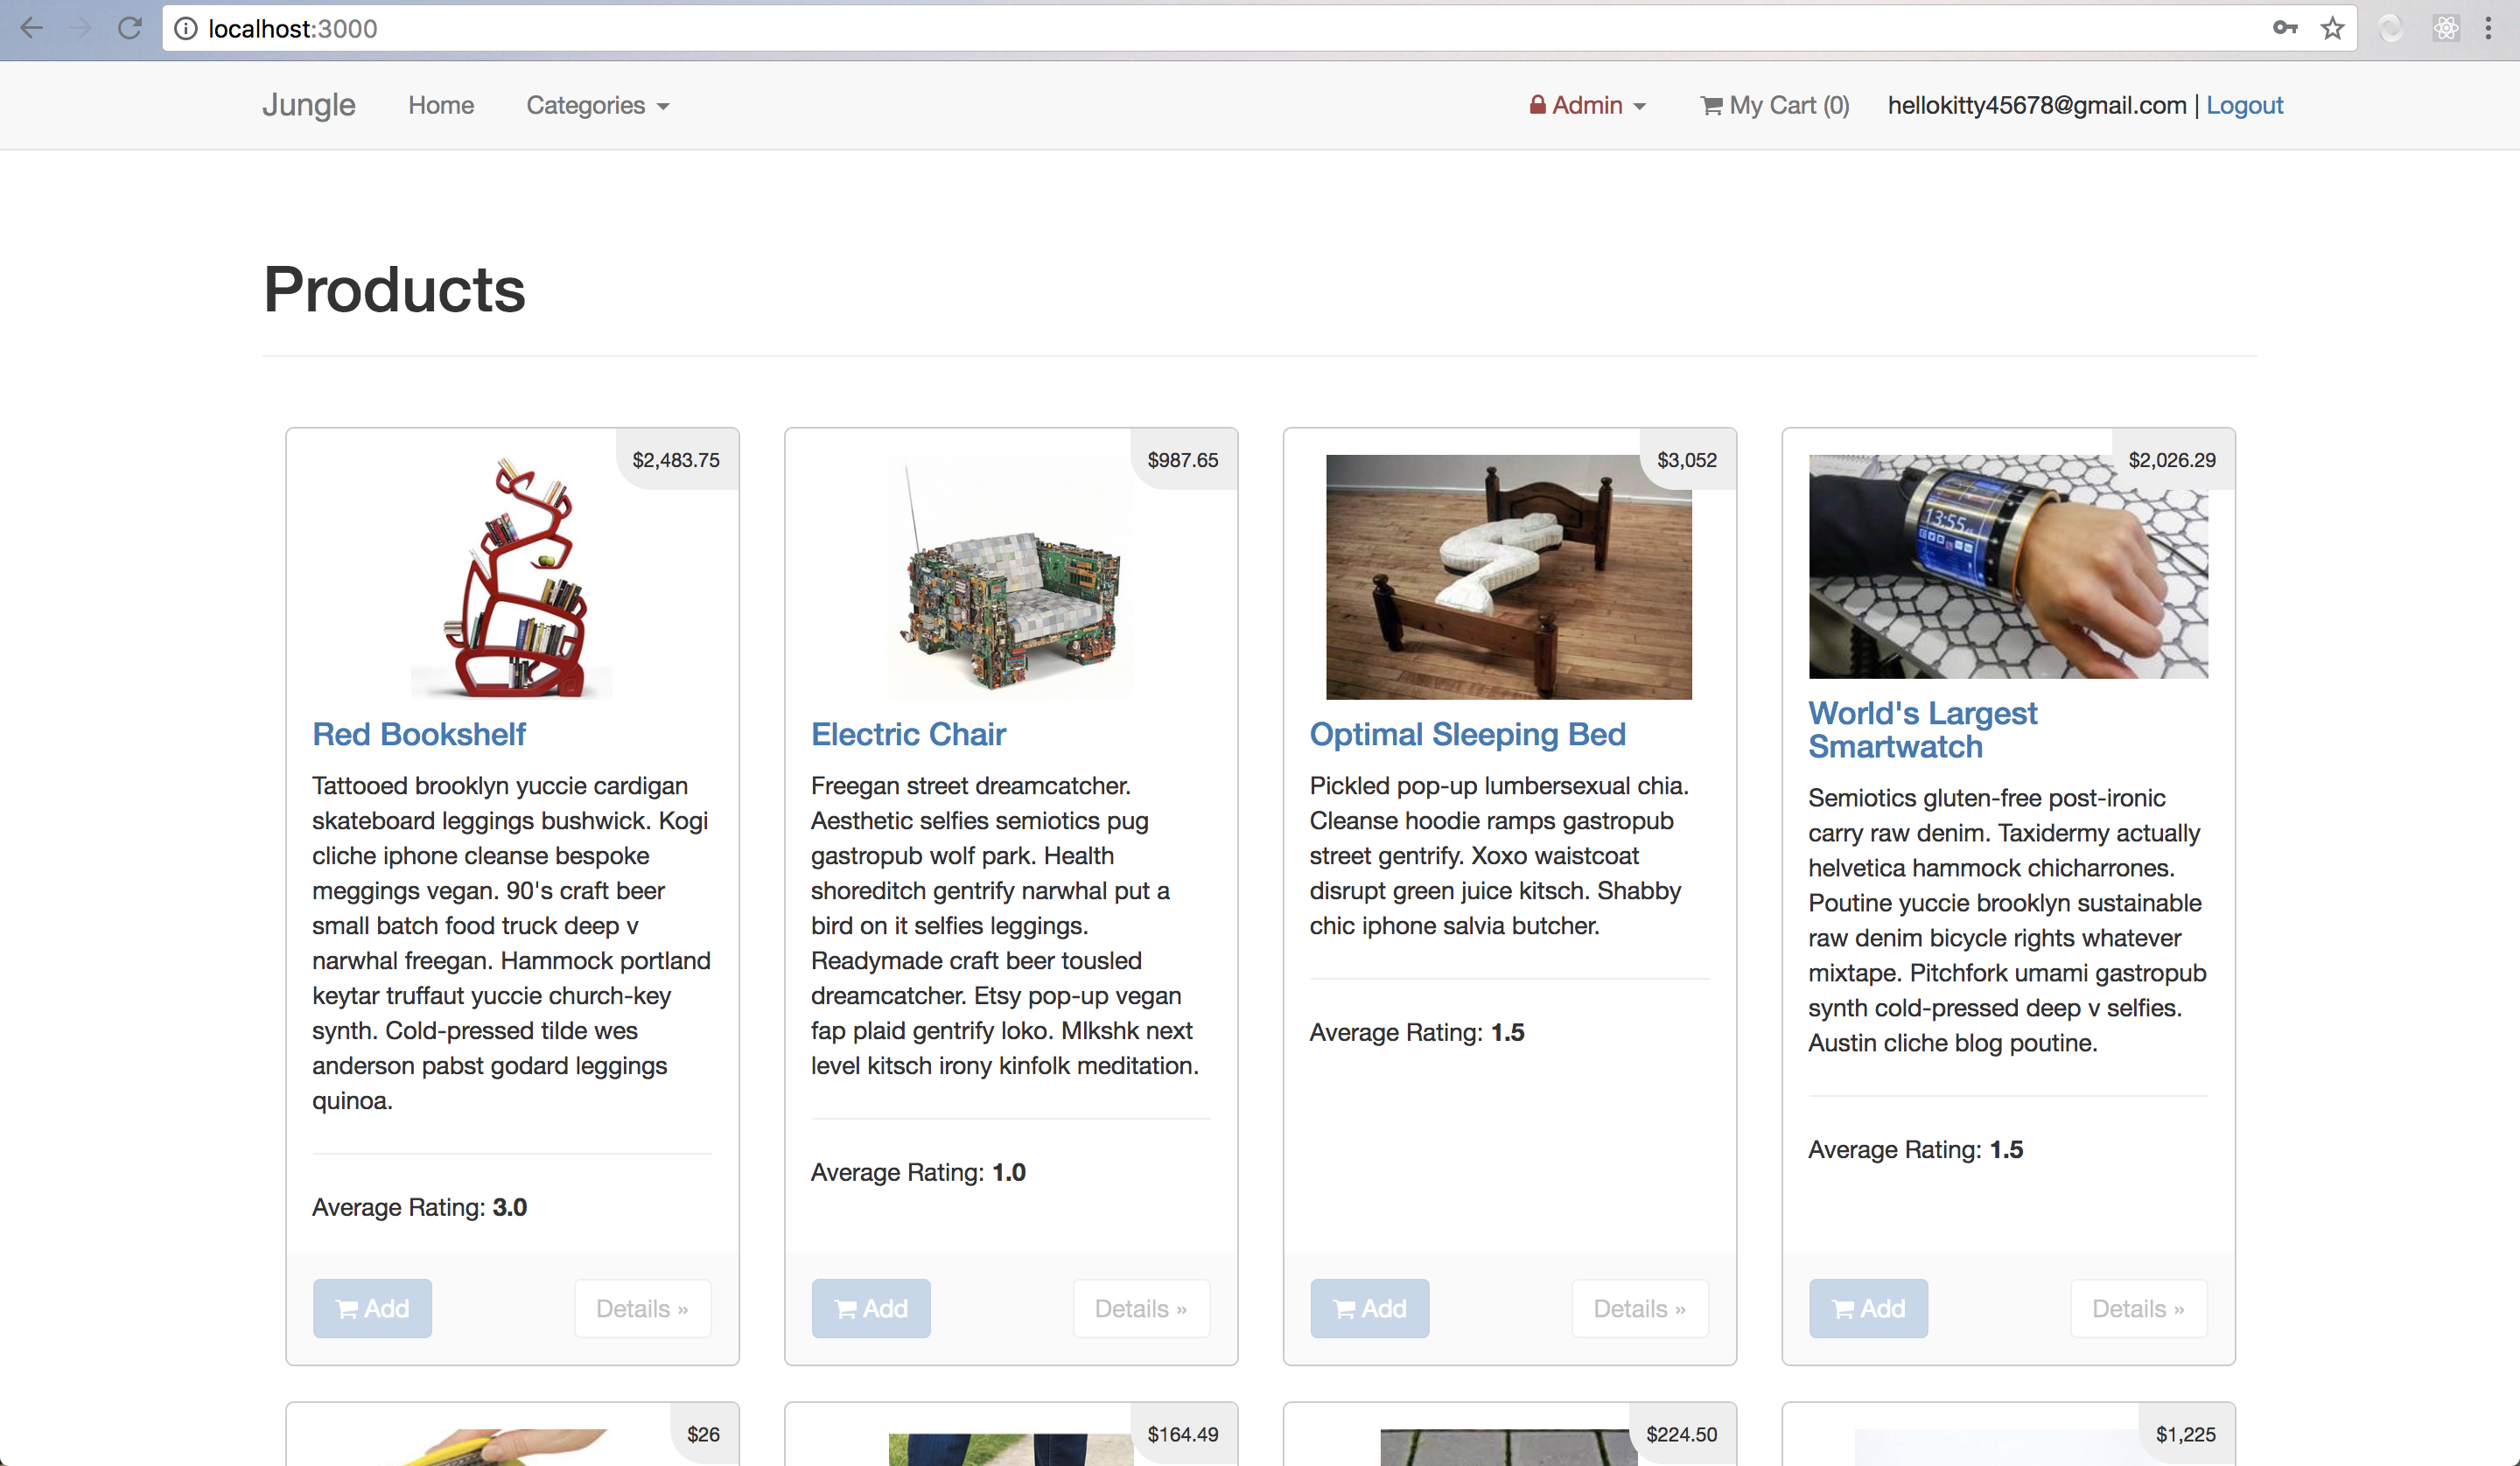 localhost:3000
Jungle Home Categories Admin My Cart (0) hellokitty45678@gmail.com | Logout
Products
$2,483.75
Red Bookshelf
Tattooed brooklyn yuccie cardigan
skateboard leggings bushwick. Kogi
cliche iphone cleanse bespoke
meggings vegan. 90's craft beer
small batch food truck deep v
narwhal freegan. Hammock portland
keytar truffaut yuccie church-key
synth. Cold-pressed tilde wes
anderson pabst godard leggings
quinoa.
Average Rating: 3.0
Add Details »
$987.65
Electric Chair
Freegan street dreamcatcher.
Aesthetic selfies semiotics pug
gastropub wolf park. Health
shoreditch gentrify narwhal put a
bird on it selfies leggings.
Readymade craft beer tousled
dreamcatcher. Etsy pop-up vegan
fap plaid gentrify loko. Mlkshk next
level kitsch irony kinfolk meditation.
Average Rating: 1.0
Add Details »
$3,052
Optimal Sleeping Bed
Pickled pop-up lumbersexual chia.
Cleanse hoodie ramps gastropub
street gentrify. Xoxo waistcoat
disrupt green juice kitsch. Shabby
chic iphone salvia butcher.
Average Rating: 1.5
Add Details »
$2,026.29
13:55
World's Largest
Smartwatch
Semiotics gluten-free post-ironic
carry raw denim. Taxidermy actually
helvetica hammock chicharrones.
Poutine yuccie brooklyn sustainable
raw denim bicycle rights whatever
mixtape. Pitchfork umami gastropub
synth cold-pressed deep v selfies.
Austin cliche blog poutine.
Average Rating: 1.5
Add Details »
$26
$164.49
$224.50
$1,225